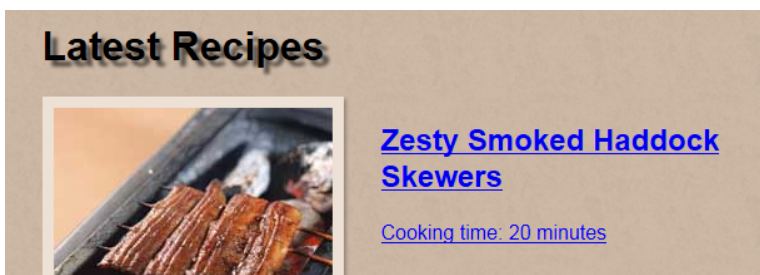 Latest Recipes
Zesty Smoked Haddock
Skewers
Cooking time: 20 minutes